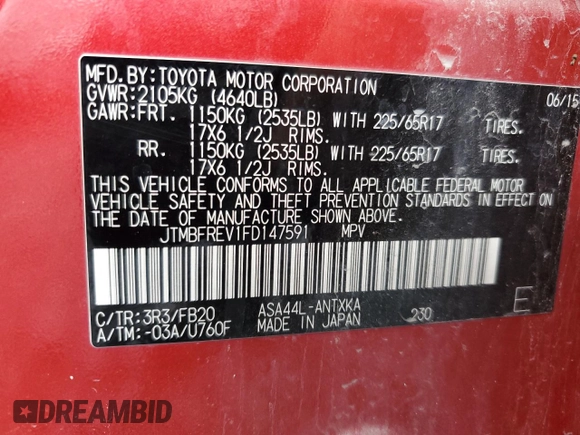 MFD.BY:TOYOTA MOTOR CORPORATION 06/15
GVWR:2105KG (4640LB)
GAWR:FRT. 1150KG (2535LB) WITH 225/65R17 TIRES.
17X6 1/2J RIMS.
RR. 1150KG (2535LB) WITH 225/65R17 TIRES.
17X6 1/2J RIMS.
THIS VEHICLE CONFORMS TO ALL APPLICABLE FEDERAL MOTOR
VEHICLE SAFETY, BUMPER, AND THEFT PREVENTION STANDARDS IN EFFECT ON
THE DATE OF MANUFACTURE SHOWN ABOVE.
JTMBFREV1FD147591 MPV
C/TR:3R3/FB20 ASA44L-ANTXKA 230 E
A/TM:-03A/U760F MADE IN JAPAN
DREAMBID